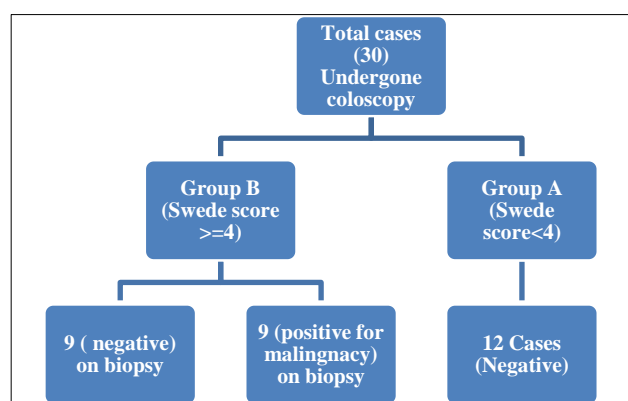 Total cases
(30)
Undergone
coloscopy
Group B
(Swede score
>=4)
Group A
(Swede
score<4)
9 ( negative)
on biopsy
9 (positive for
malingnacy)
on biopsy
12 Cases
(Negative)